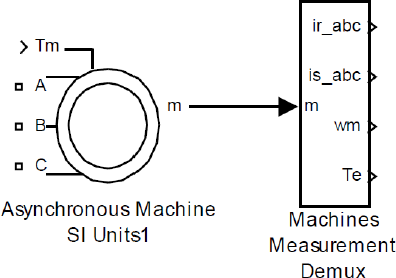 Tm
A
B
C
m
Asynchronous Machine
SI Units1
ir_abc
is_abc
m
wm
Te
Machines
Measurement
Demux